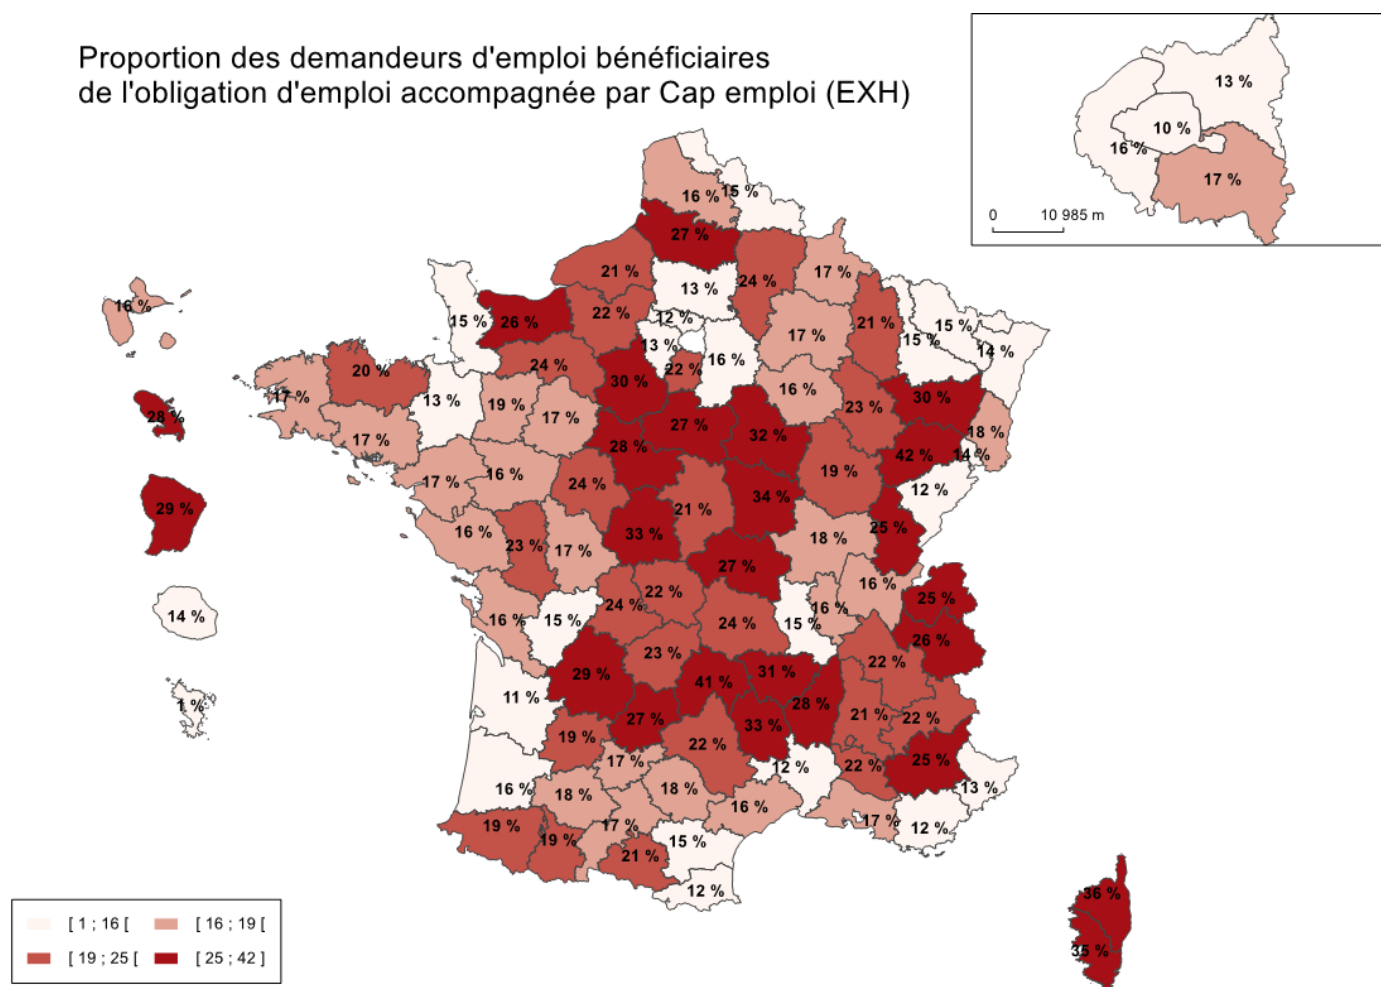 Proportion des demandeurs d'emploi bénéficiaires
de l'obligation d'emploi accompagnée par Cap emploi (EXH)
13 %
10 %
16 %
17 %
0 10 985 m
16 % 15 %
27 %
21 % 13 % 24 % 17 %
16 %
15 % 26 % 22 % 12 % 17 % 21 % 15 % 15 %
13 % 16 % 14 %
20 % 24 % 30 % 22 % 16 % 23 % 30 %
28 % 17 % 13 % 19 % 17 %
17 % 28 % 27 % 32 % 18 %
42 % 14 %
17 % 16 % 24 % 19 % 12 %
29 % 21 % 34 %
16 % 23 % 17 % 33 % 18 % 25 %
27 % 16 %
14 % 16 % 15 % 24 % 22 % 24 % 15 % 16 % 25 %
26 %
29 % 23 % 41 % 31 % 22 %
1 % 11 % 27 % 33 % 28 % 21 % 22 %
19 % 22 %
17 % 12 % 22 % 25 %
16 % 18 % 18 % 16 % 13 %
19 % 19 % 17 % 15 % 17 % 12 %
21 %
12 %
36 %
35 %
[ 1 ; 16 [ [ 16 ; 19 [
[ 19 ; 25 [ [ 25 ; 42 ]